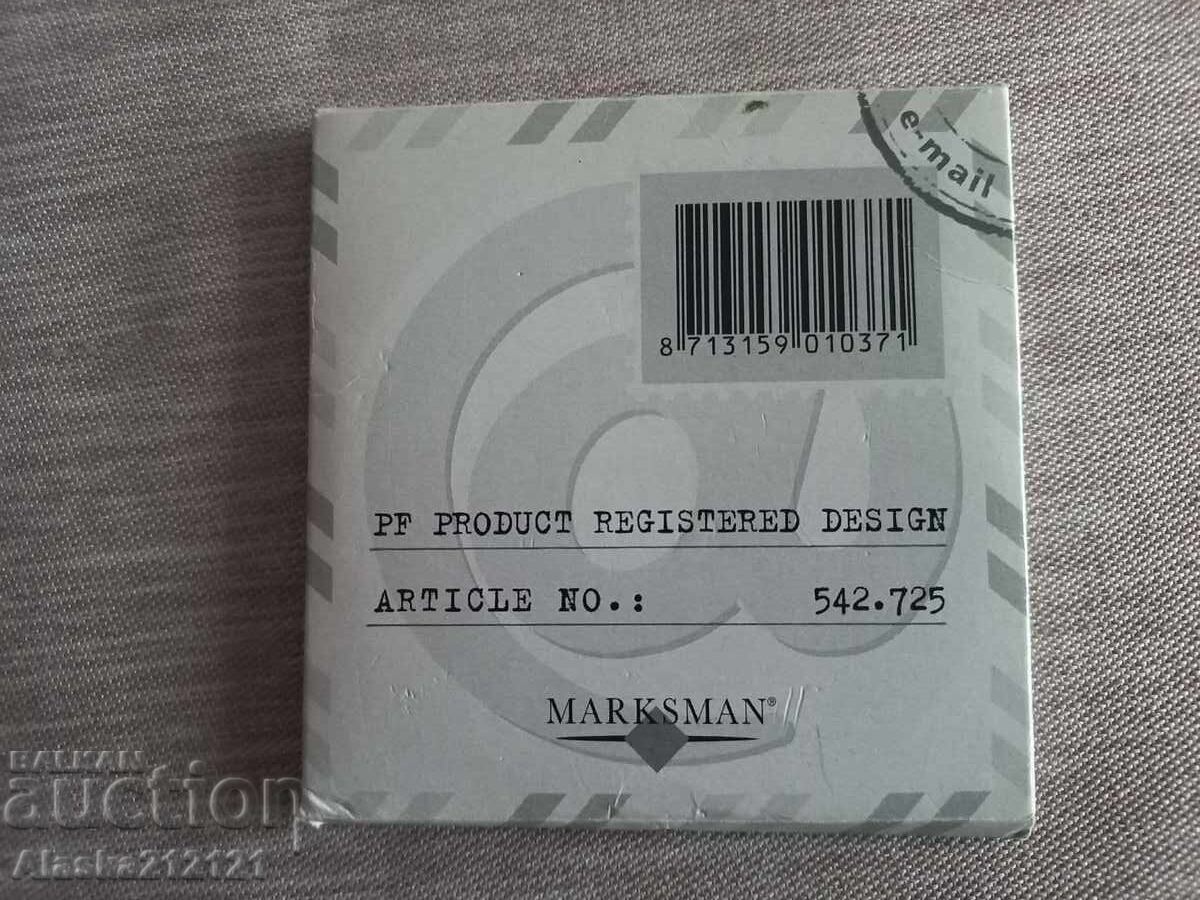 e-mail
8 713159 010371
PF PRODUCT REGISTERED DESIGN
ARTICLE NO.: 542.725
MARKSMAN®
BALKAN
auction
Alaska212121